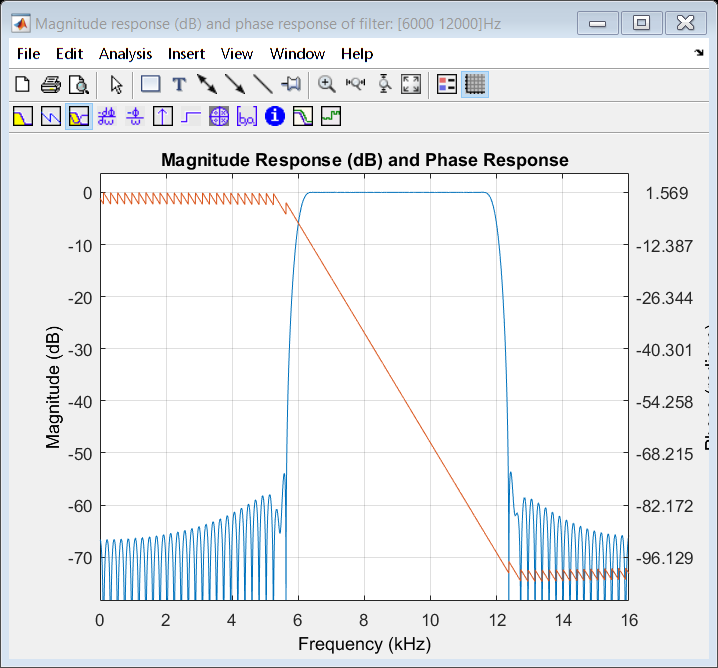 Magnitude response (dB) and phase response of filter: [6000 12000]Hz
File Edit Analysis Insert View Window Help
Magnitude Response (dB) and Phase Response
0 1.569
-10 -12.387
-20 -26.344
-30 -40.301
-40 -54.258
-50 -68.215
-60 -82.172
-70 -96.129
Magnitude (dB)
0 2 4 6 8 10 12 14 16
Frequency (kHz)